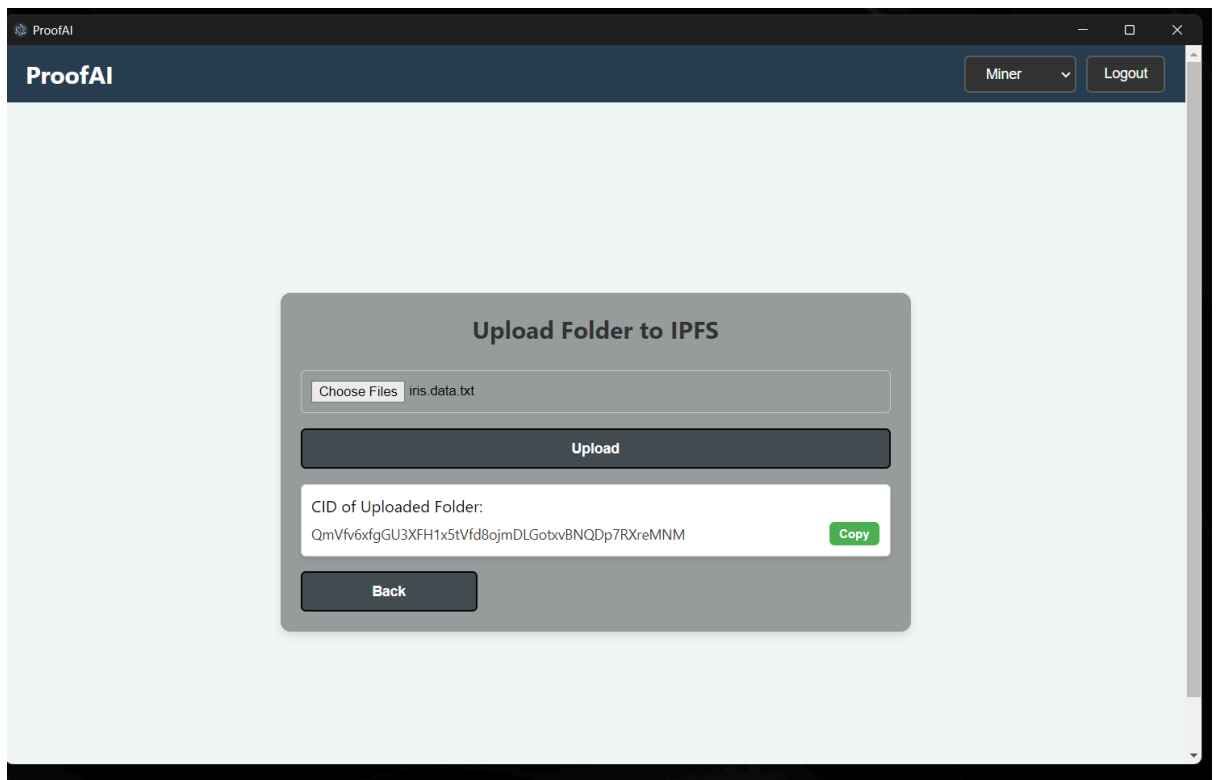 ProofAI
ProofAI
Miner
Logout
Upload Folder to IPFS
Choose Files iris.data.txt
Upload
CID of Uploaded Folder:
QmVfv6xfgGU3XFH1x5tVfd8ojmDLGotxvBNQDp7RXreMNM
Copy
Back